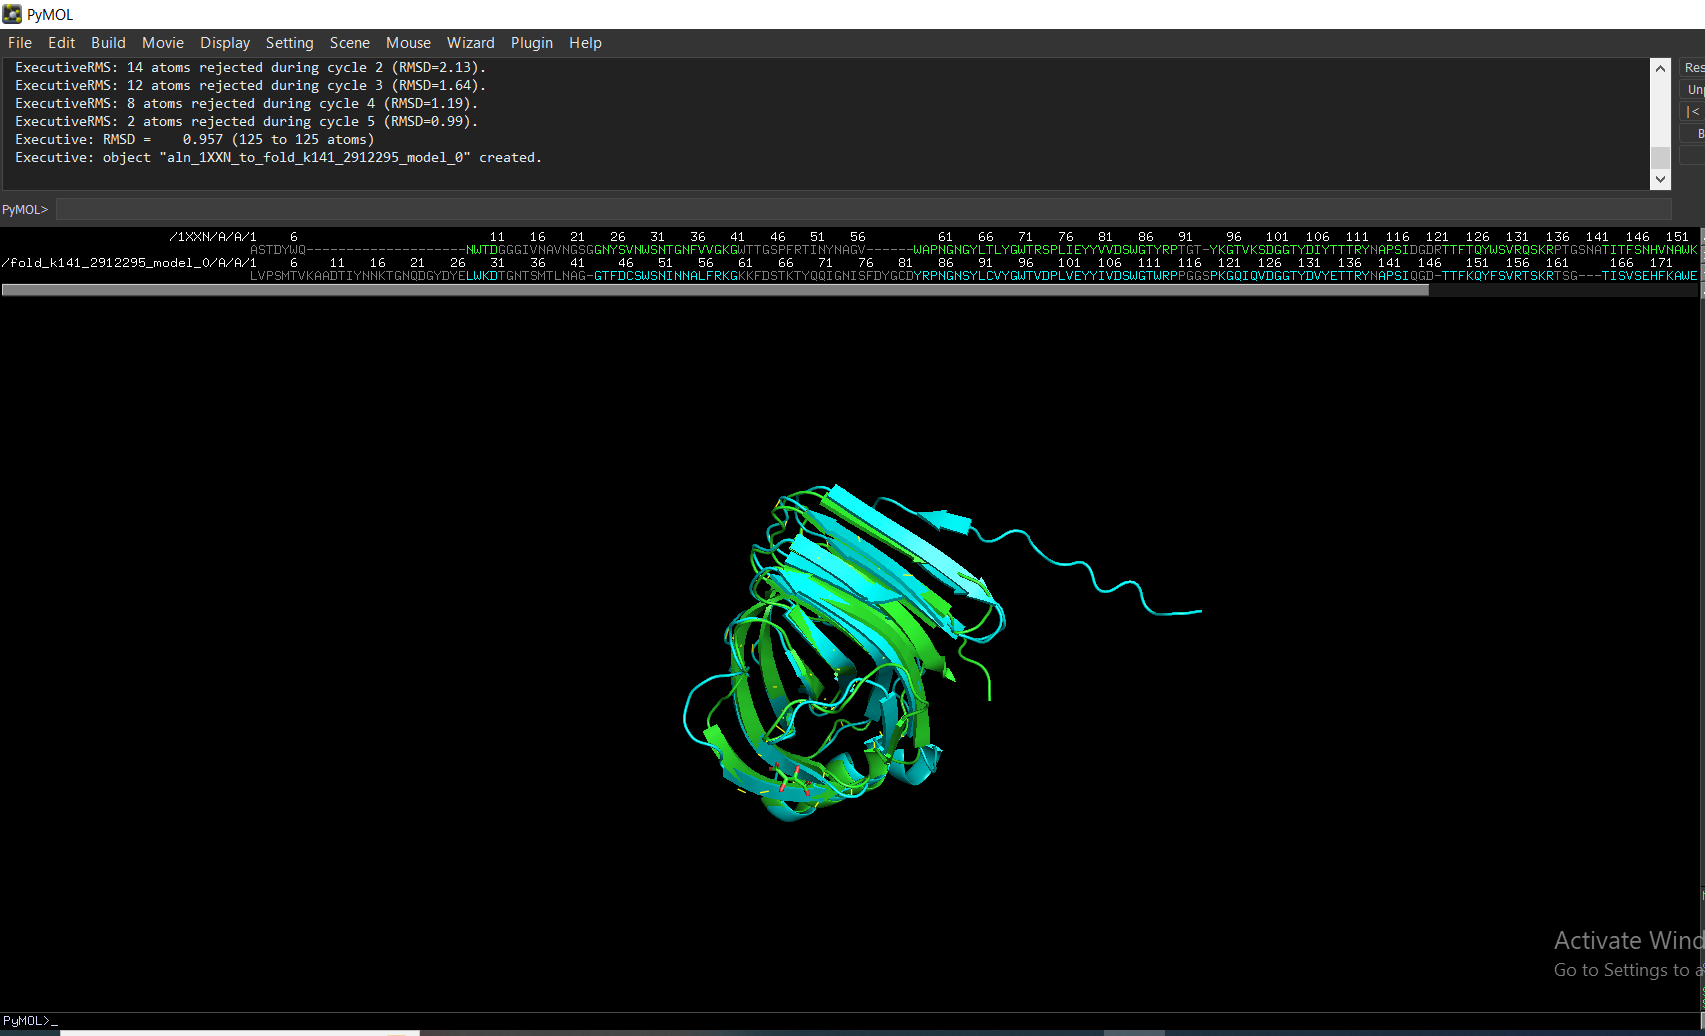 PyMOL
File Edit Build Movie Display Setting Scene Mouse Wizard Plugin Help
ExecutiveRMS: 14 atoms rejected during cycle 2 (RMSD=2.13).
ExecutiveRMS: 12 atoms rejected during cycle 3 (RMSD=1.64).
ExecutiveRMS: 8 atoms rejected during cycle 4 (RMSD=1.19).
ExecutiveRMS: 2 atoms rejected during cycle 5 (RMSD=0.99).
Executive: RMSD = 0.957 (125 to 125 atoms)
Executive: object "aln_1XXN_to_fold_k141_2912295_model_0" created.
Res
Unp
|<
B
PyMOL>
/1XXN/A/A/1 6 11 16 21 26 31 36 41 46 51 56 61 66 71 76 81 86 91 96 101 106 111 116 121 126 131 136 141 146 151
ASTDYWQ--------------------NWTDGGGIVNAVNGSGGNYSVNWSNTGNFVVGKGWTTGSPFRTINYNAGV------WAPNGNGYLTLYGWTRSPLIEYYVVDSWGTYRPTGT-YKGTVKSDGGTYDIYTTTRYNAPSIDGDRTTFTQYWSVRQSKRPTGSNATITFSNHVNAWK
/fold_k141_2912295_model_0/A/A/1 6 11 16 21 26 31 36 41 46 51 56 61 66 71 76 81 86 91 96 101 106 111 116 121 126 131 136 141 146 151 156 161 166 171
LVPSMTVKAADTIYNNKTGNQDGYDYELWKDTGNTSMTLNAG-GTFDCSWSNINNALFRKGKKFDSTKTYQQIGNISFDYGCDYRPNGNSYLCVYGWTVDPLVEYYIVDSWGTWRPPGGSPKGQIQVDGGTYDVYETTRYNAPSIQGD-TTFKQYFSVRTSKRTSG---TISVSEHFKAWE
Activate Wind
Go to Settings to a
PyMOL>_